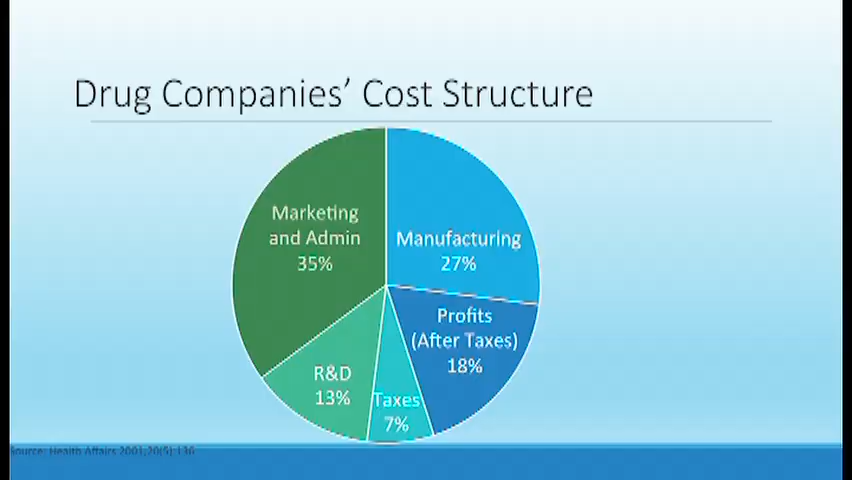 Drug Companies’ Cost Structure
Marketing
and Admin
35%
Manufacturing
27%
Profits
(After Taxes)
18%
R&D
13%
Taxes
7%
Source: Health Affairs 2001;20(5):136